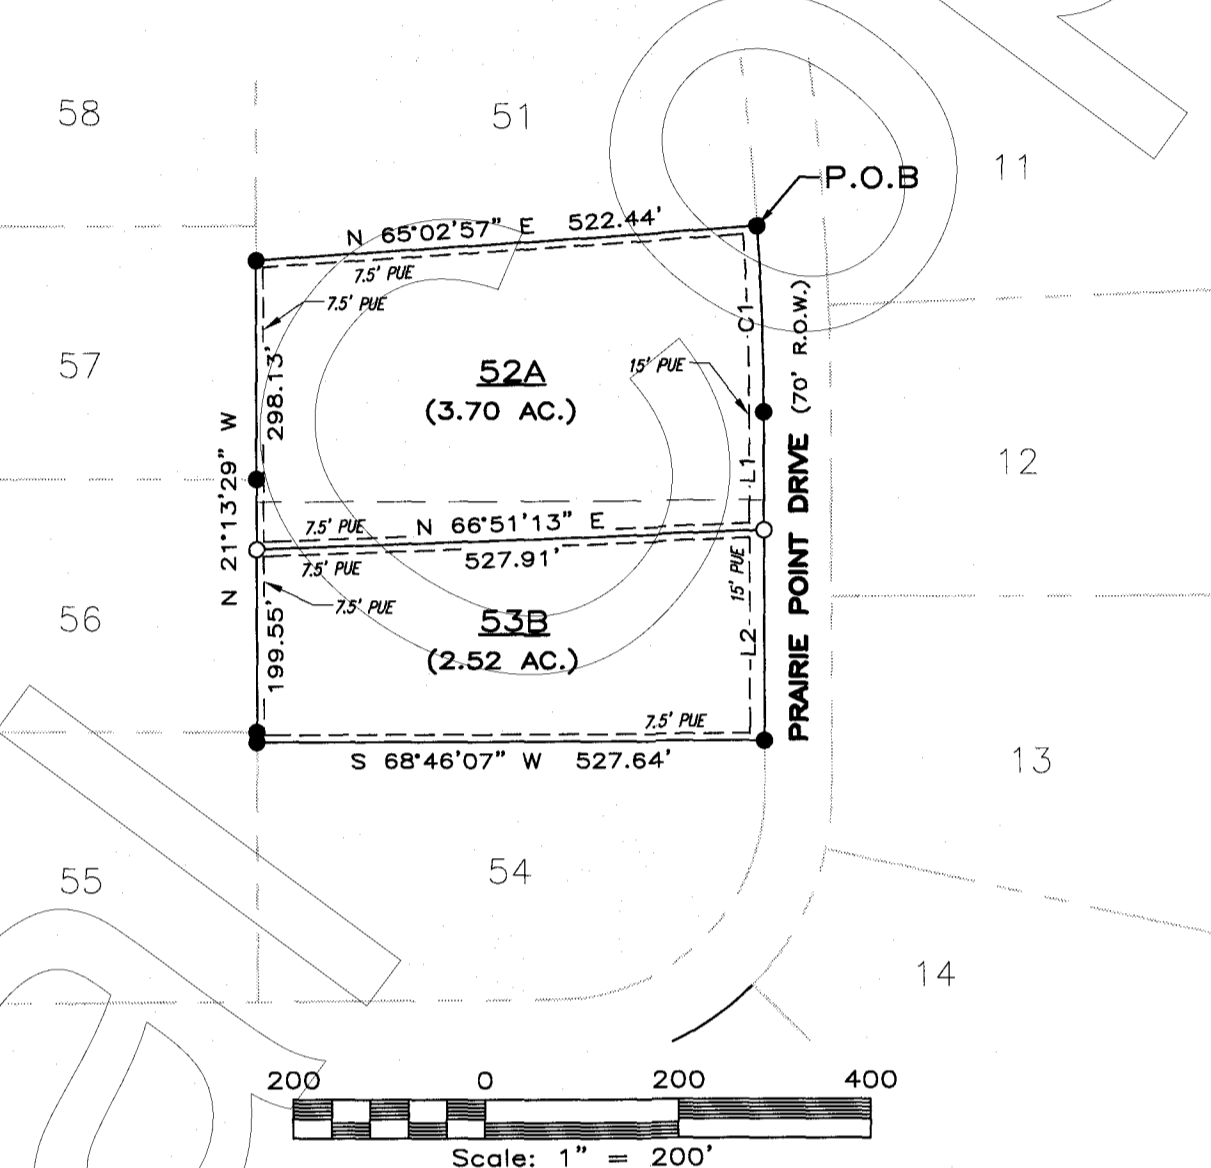 58
51
11
P.O.B
N 65°02'57" E 522.44'
7.5' PUE
7.5' PUE
C1
(70' R.O.W.)
57
298.13'
52A
(3.70 AC.)
15' PUE
L1
12
N 21°13'29" W
7.5' PUE
N 66°51'13" E
527.91'
7.5' PUE
7.5' PUE
15' PUE
PRAIRIE POINT DRIVE
56
199.55'
53B
(2.52 AC.)
L2
7.5' PUE
S 68°46'07" W 527.64'
13
55
54
14
200 0 200 400
Scale: 1" = 200'